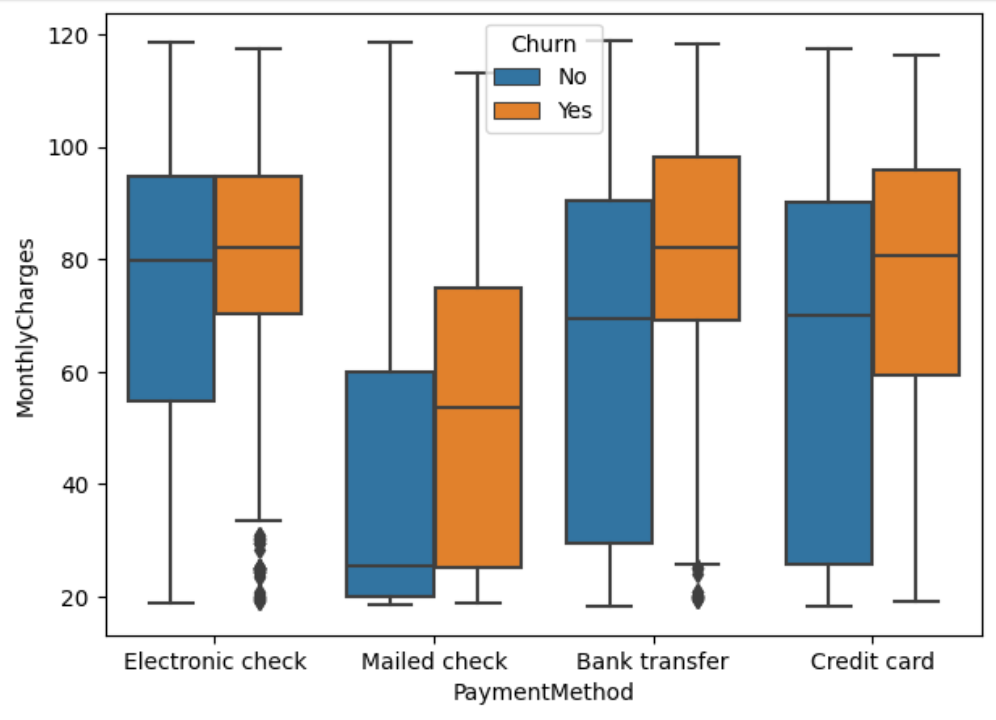 Churn
No
Yes
120
100
80
60
40
20
MonthlyCharges
Electronic check Mailed check Bank transfer Credit card
PaymentMethod